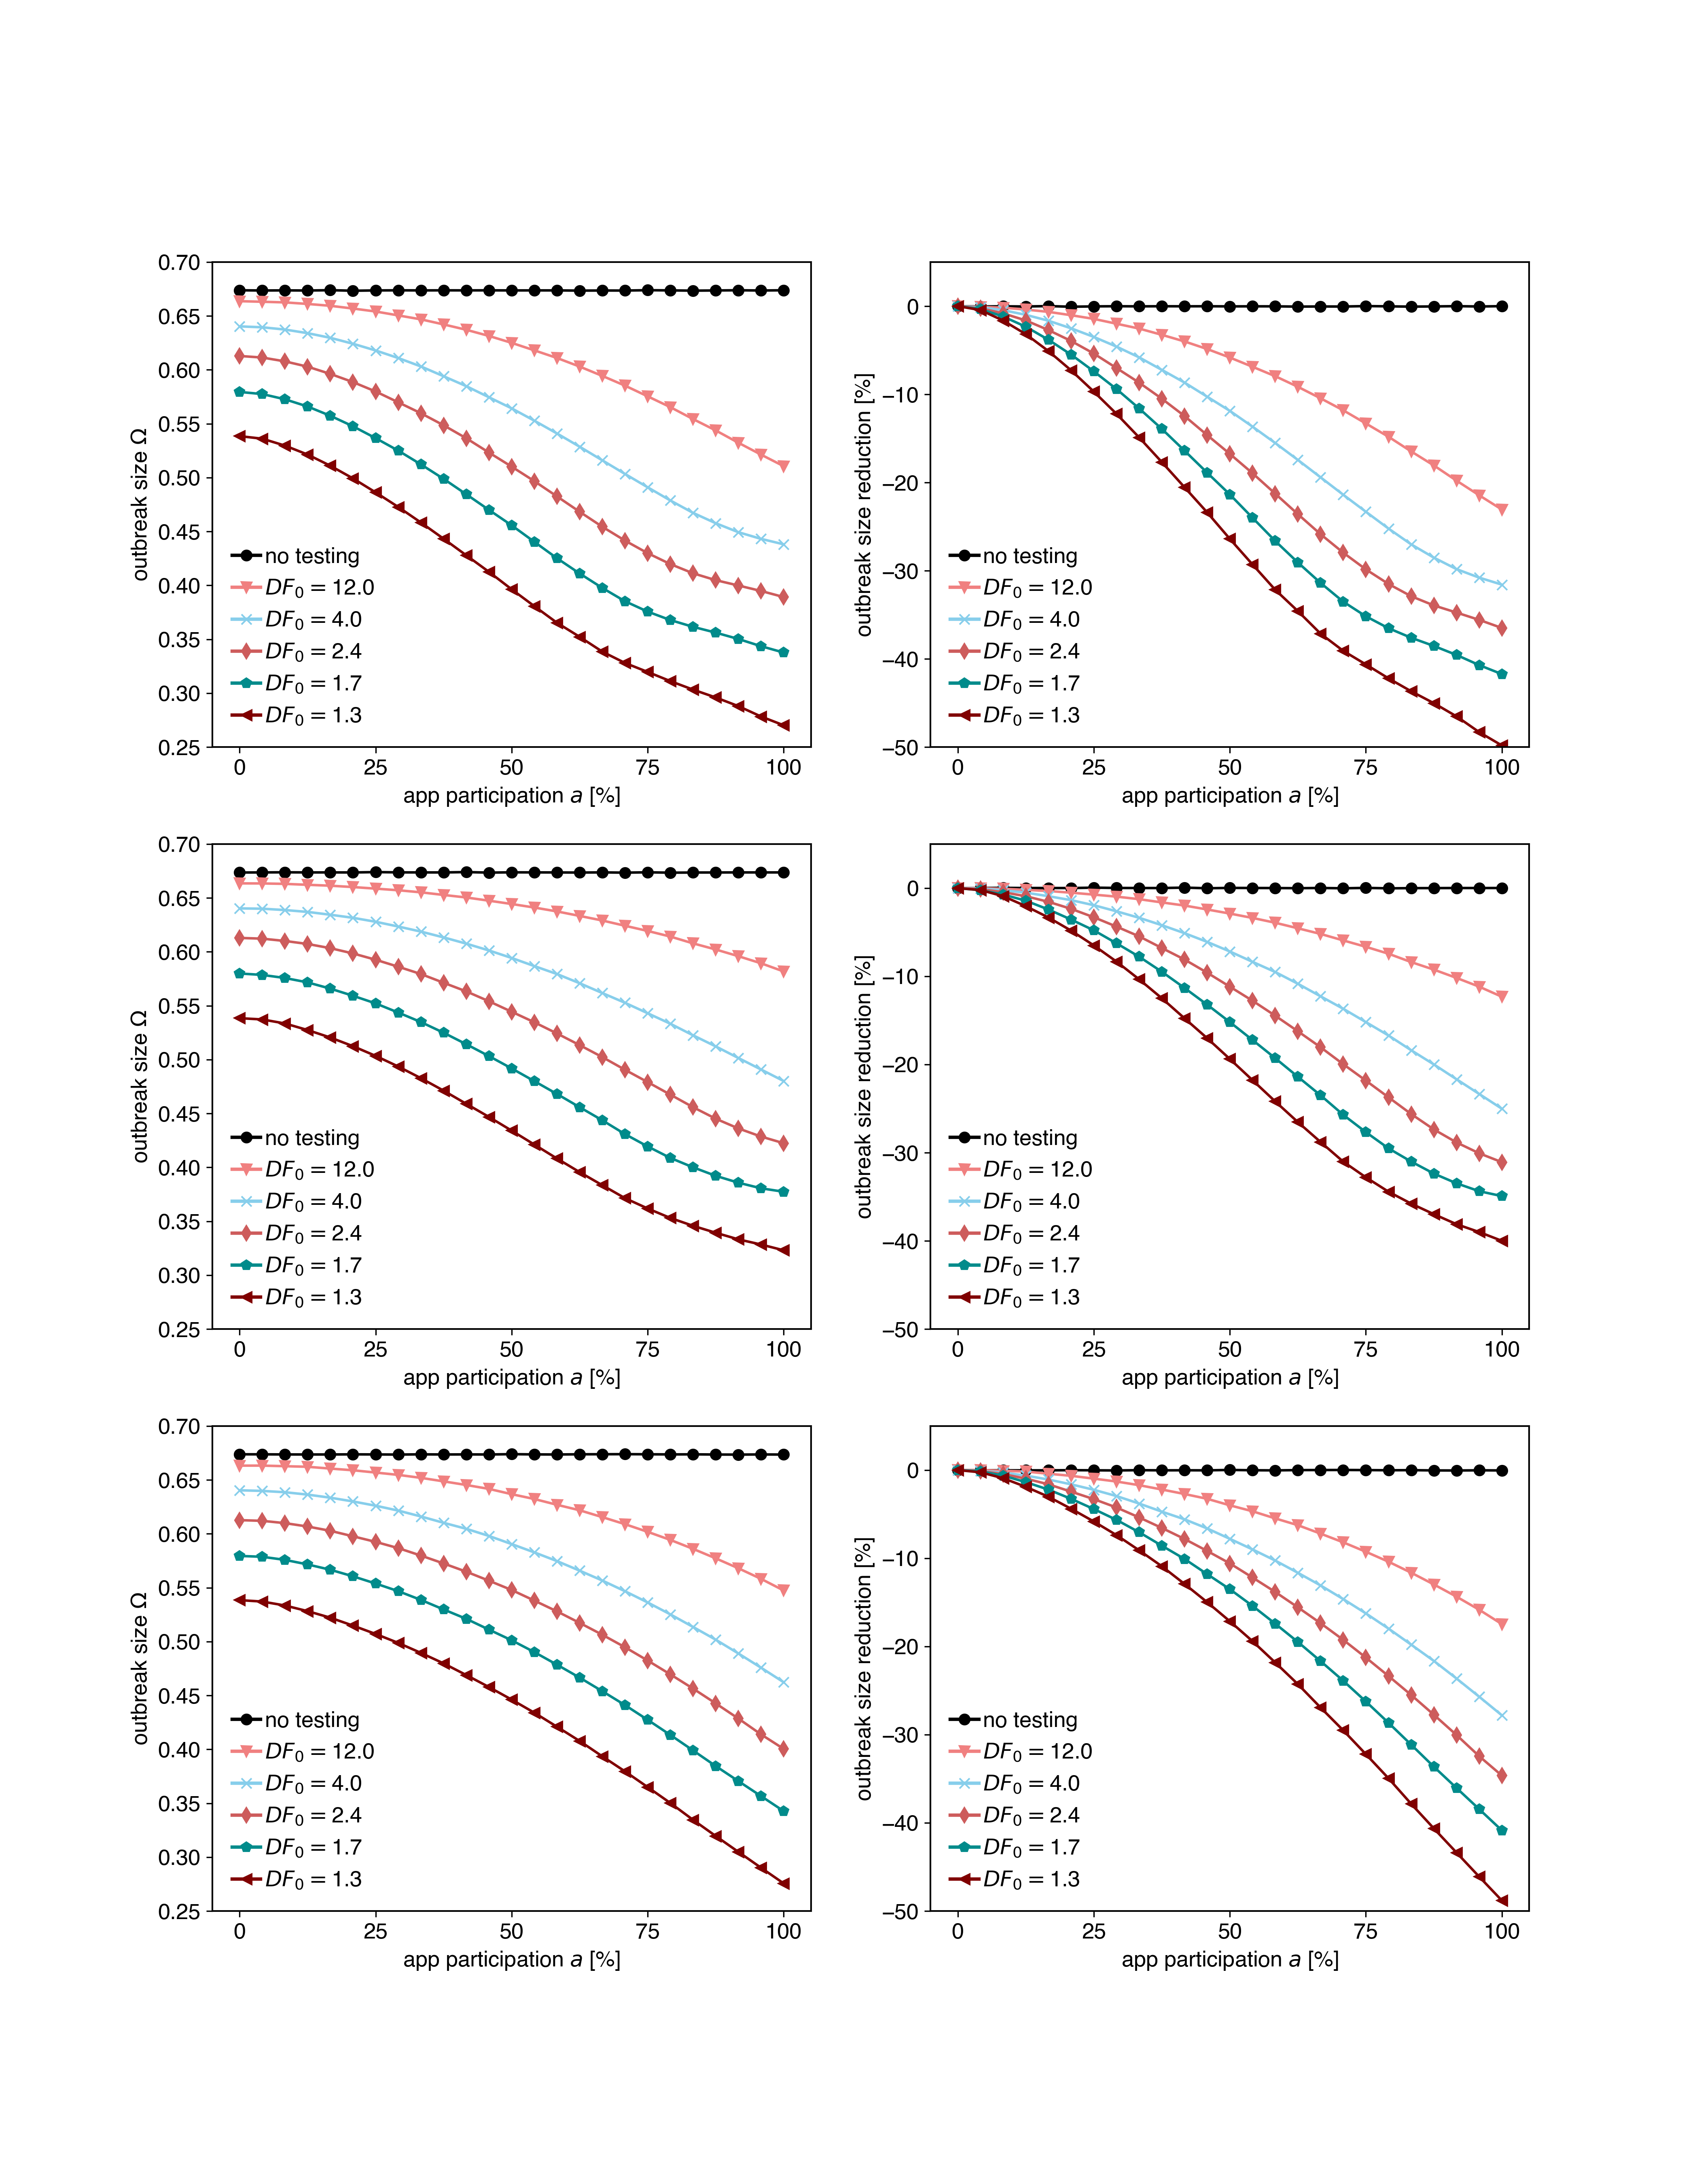 0.70
0.65
0.60
0.55
0.50
0.45
0.40
0.35
0.30
0.25
outbreak size Ω
no testing
DF₀ = 12.0
DF₀ = 4.0
DF₀ = 2.4
DF₀ = 1.7
DF₀ = 1.3
0 25 50 75 100
app participation a [%]
0
−10
−20
−30
−40
−50
outbreak size reduction [%]
no testing
DF₀ = 12.0
DF₀ = 4.0
DF₀ = 2.4
DF₀ = 1.7
DF₀ = 1.3
0 25 50 75 100
app participation a [%]
0.70
0.65
0.60
0.55
0.50
0.45
0.40
0.35
0.30
0.25
outbreak size Ω
no testing
DF₀ = 12.0
DF₀ = 4.0
DF₀ = 2.4
DF₀ = 1.7
DF₀ = 1.3
0 25 50 75 100
app participation a [%]
0
−10
−20
−30
−40
−50
outbreak size reduction [%]
no testing
DF₀ = 12.0
DF₀ = 4.0
DF₀ = 2.4
DF₀ = 1.7
DF₀ = 1.3
0 25 50 75 100
app participation a [%]
0.70
0.65
0.60
0.55
0.50
0.45
0.40
0.35
0.30
0.25
outbreak size Ω
no testing
DF₀ = 12.0
DF₀ = 4.0
DF₀ = 2.4
DF₀ = 1.7
DF₀ = 1.3
0 25 50 75 100
app participation a [%]
0
−10
−20
−30
−40
−50
outbreak size reduction [%]
no testing
DF₀ = 12.0
DF₀ = 4.0
DF₀ = 2.4
DF₀ = 1.7
DF₀ = 1.3
0 25 50 75 100
app participation a [%]